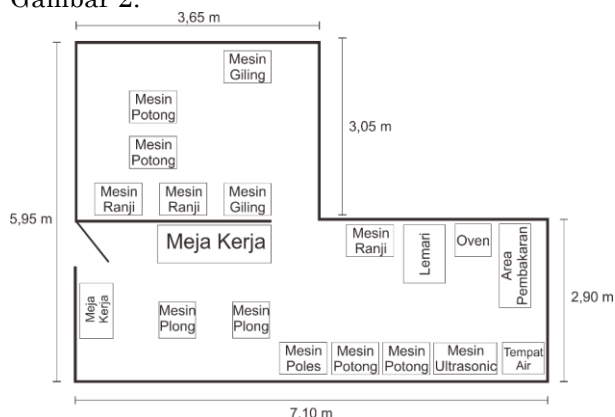 Gambar 2.
3,65 m
Mesin
Giling
Mesin
Potong
3,05 m
Mesin
Potong
Mesin
Ranji
Mesin
Ranji
Mesin
Giling
5,95 m
Meja Kerja
Mesin
Ranji
Lemari
Oven
Area
Pembakaran
Meja
Kerja
Mesin
Plong
Mesin
Plong
2,90 m
Mesin
Poles
Mesin
Potong
Mesin
Potong
Mesin
Ultrasonic
Tempat
Air
7,10 m